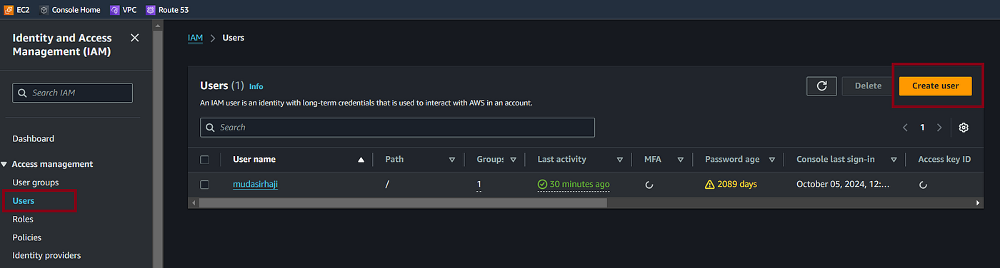 EC2 Console Home VPC Route 53
Identity and Access
Management (IAM)
Search IAM
Dashboard
Access management
User groups
Users
Roles
Policies
Identity providers
IAM > Users
Users (1) Info
Delete
Create user
An IAM user is an identity with long-term credentials that is used to interact with AWS in an account.
Search
1
User name Path Groups Last activity MFA Password age Console last sign-in Access key ID
mudasirhaji / 1 30 minutes ago 2089 days October 05, 2024, 12:...